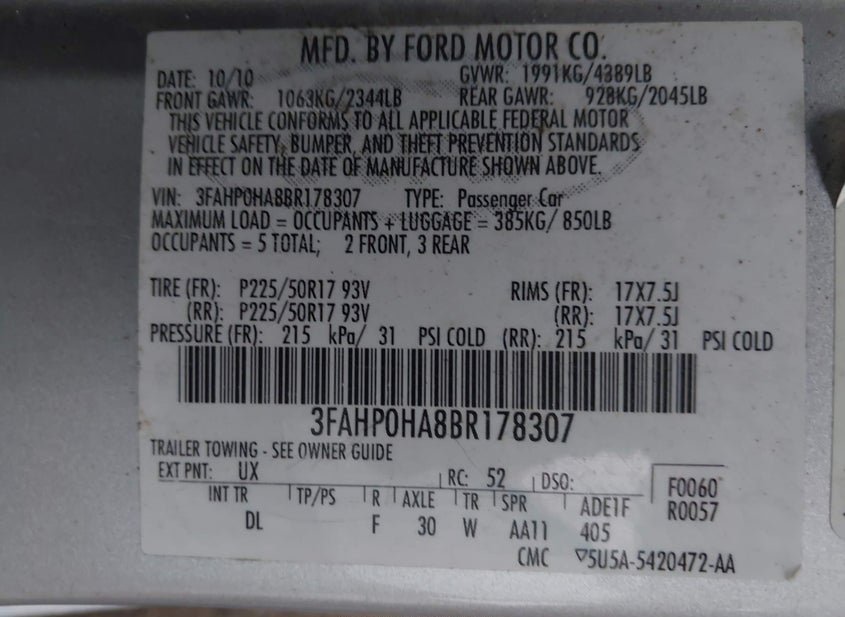 MFD. BY FORD MOTOR CO.
DATE: 10/10 GVWR: 1991KG/4389LB
FRONT GAWR: 1063KG/2344LB REAR GAWR: 928KG/2045LB
THIS VEHICLE CONFORMS TO ALL APPLICABLE FEDERAL MOTOR
VEHICLE SAFETY, BUMPER, AND THEFT PREVENTION STANDARDS
IN EFFECT ON THE DATE OF MANUFACTURE SHOWN ABOVE.
VIN: 3FAHP0HA8BR178307 TYPE: Passenger Car
MAXIMUM LOAD = OCCUPANTS + LUGGAGE = 385KG/ 850LB
OCCUPANTS = 5 TOTAL; 2 FRONT, 3 REAR
TIRE (FR): P225/50R17 93V RIMS (FR): 17X7.5J
(RR): P225/50R17 93V (RR): 17X7.5J
PRESSURE (FR): 215 kPa/ 31 PSI COLD (RR): 215 kPa/ 31 PSI COLD
3FAHP0HA8BR178307
TRAILER TOWING - SEE OWNER GUIDE
EXT PNT: UX RC: 52 DSO: F0060
INT TR TP/PS R AXLE TR SPR ADE1F R0057
DL F 30 W AA11 405
CMC ▽5U5A-5420472-AA